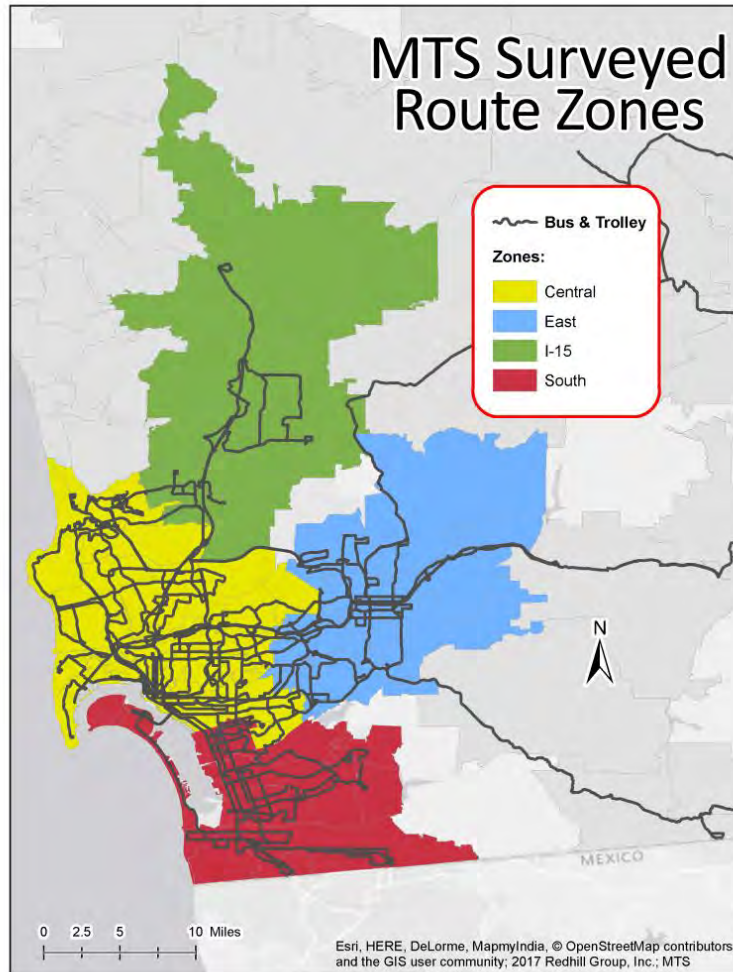 MTS Surveyed
Route Zones
Bus & Trolley
Zones:
Central
East
I-15
South
N
MEXICO
0 2.5 5 10 Miles
Esri, HERE, DeLorme, MapmyIndia, © OpenStreetMap contributors
and the GIS user community; 2017 Redhill Group, Inc.; MTS